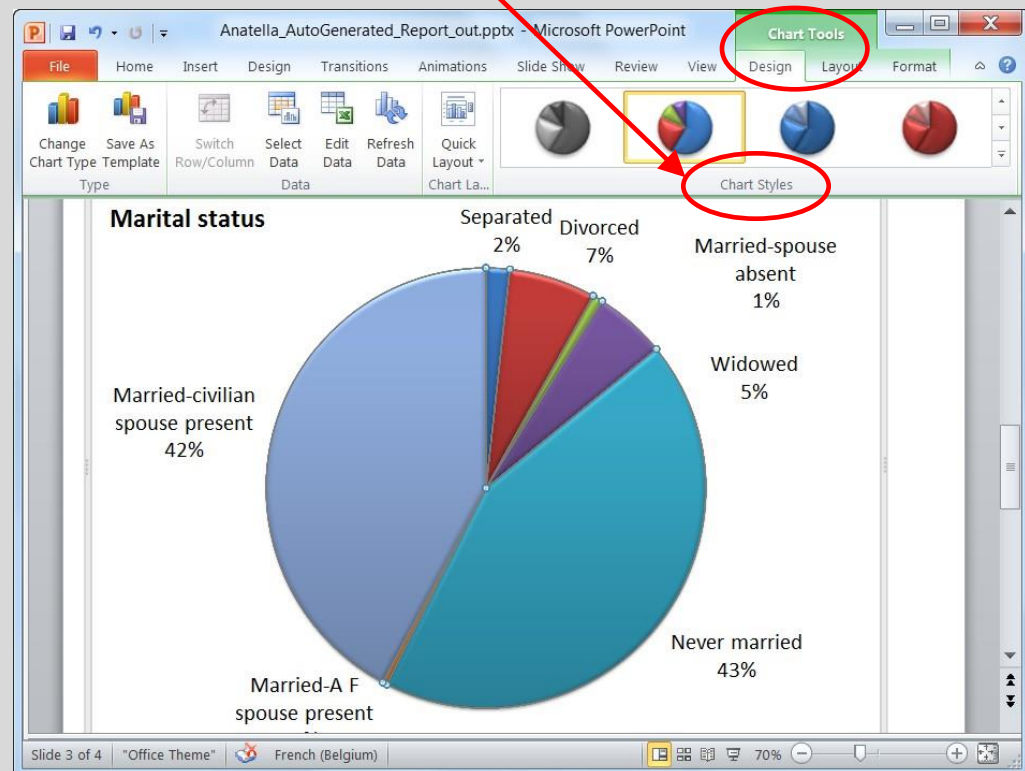 Anatella_AutoGenerated_Report_out.pptx - Microsoft PowerPoint
Chart Tools
File Home Insert Design Transitions Animations Slide Show Review View Design Layout Format
Change Chart Type
Save As Template
Switch Row/Column
Select Data
Edit Data
Refresh Data
Quick Layout
Type
Data
Chart La...
Chart Styles
Marital status
Separated
2%
Divorced
7%
Married-spouse
absent
1%
Widowed
5%
Married-civilian
spouse present
42%
Never married
43%
Married-A F
spouse present
Slide 3 of 4 "Office Theme" French (Belgium) 70%